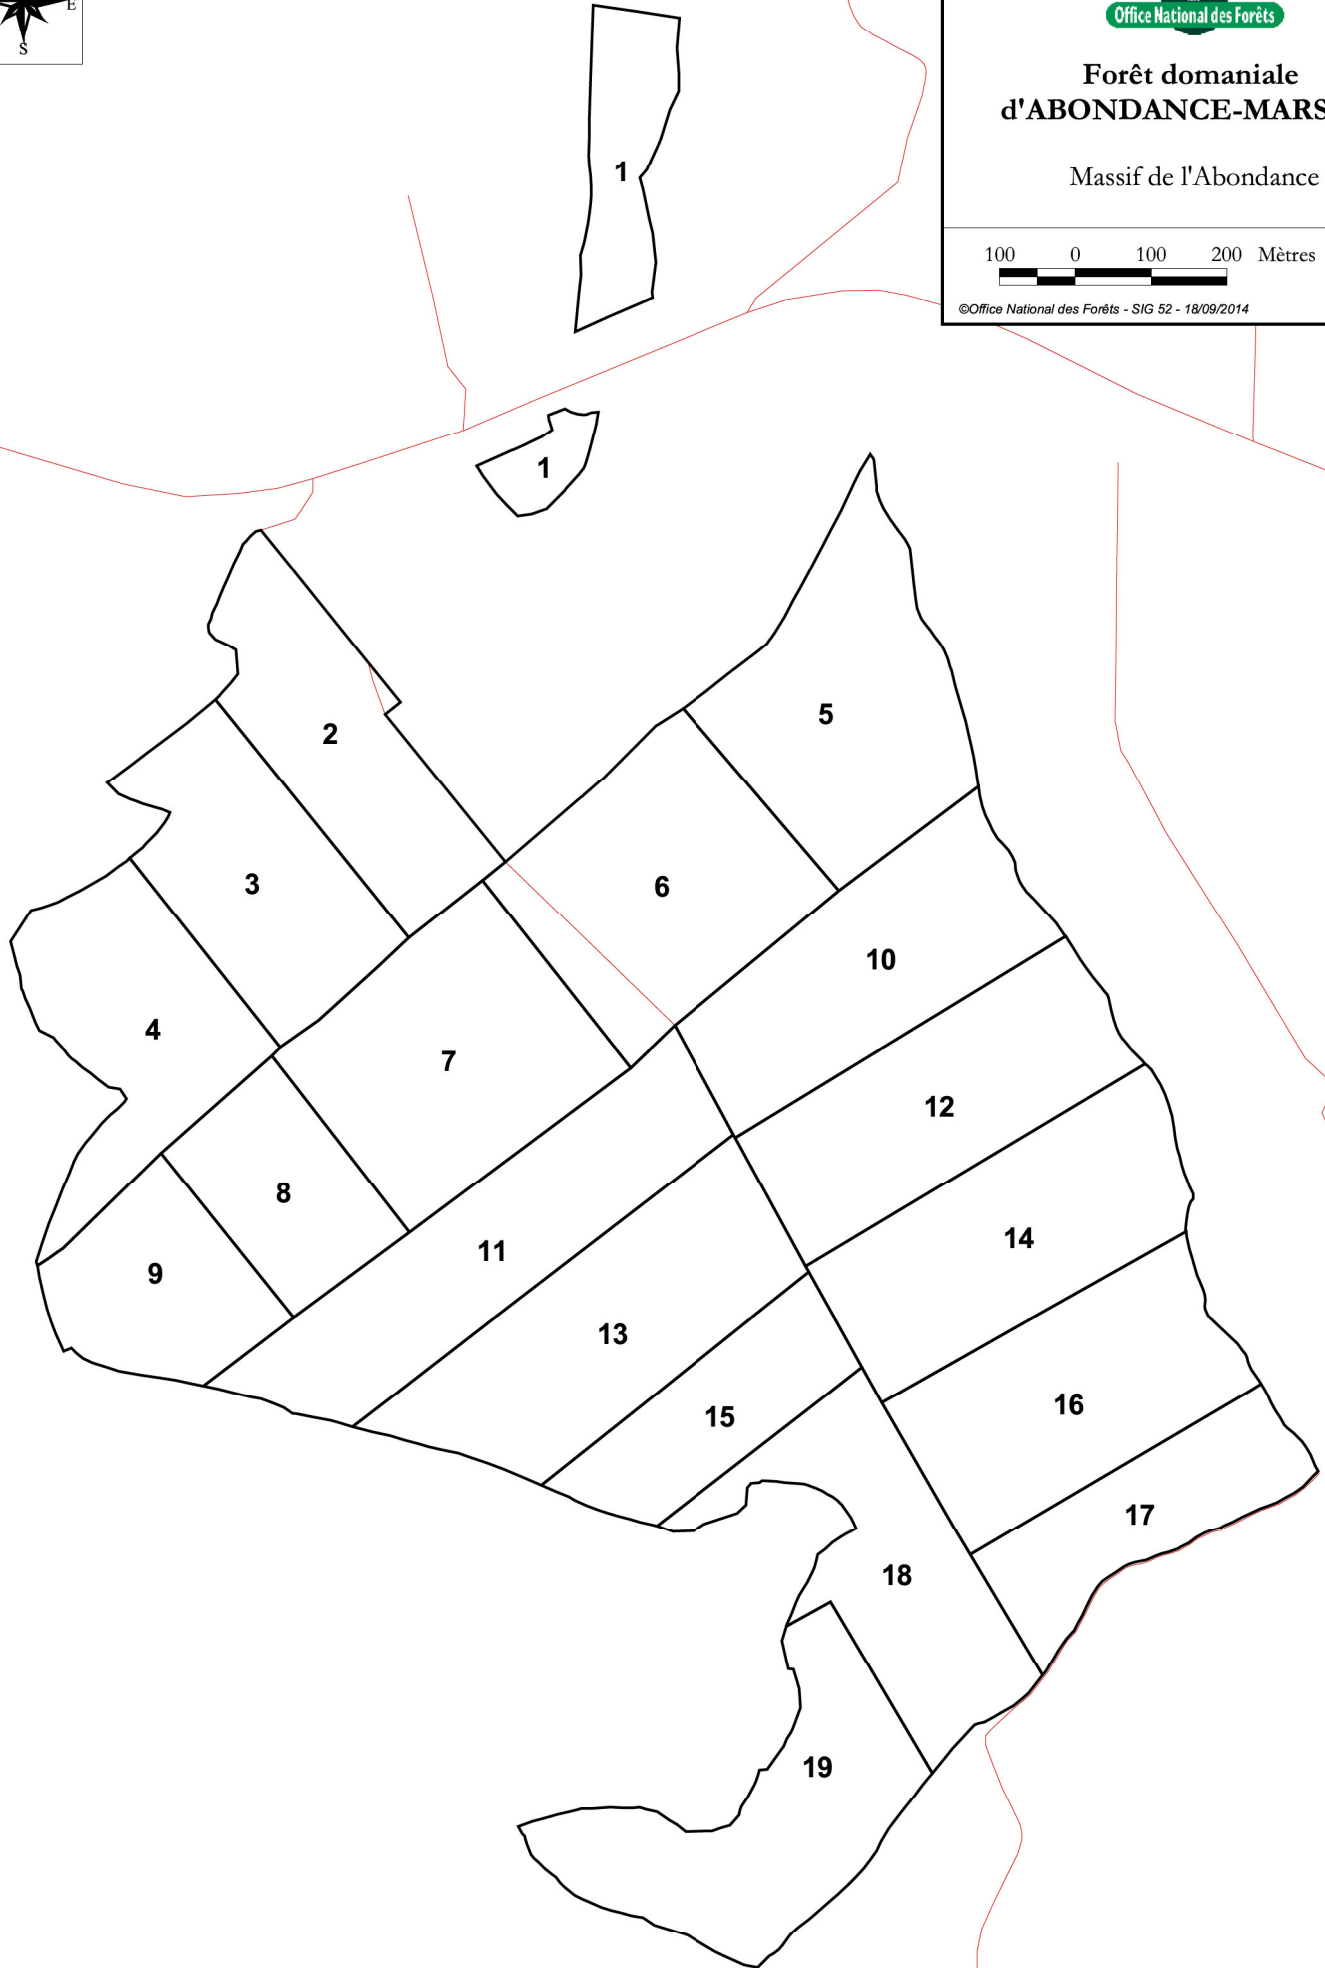 E
S
Office National des Forêts
Forêt domaniale
d'ABONDANCE-MARS
Massif de l'Abondance
100 0 100 200 Mètres
©Office National des Forêts - SIG 52 - 18/09/2014
1
1
2
5
3
6
10
4
7
12
8
11
14
9
13
15
16
17
18
19